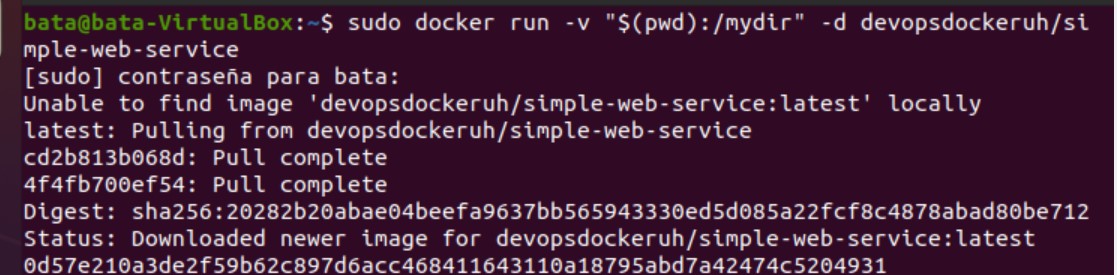 bata@bata-VirtualBox:~$ sudo docker run -v "$(pwd):/mydir" -d devopsdockeruh/si
mple-web-service
[sudo] contraseña para bata:
Unable to find image 'devopsdockeruh/simple-web-service:latest' locally
latest: Pulling from devopsdockeruh/simple-web-service
cd2b813b068d: Pull complete
4f4fb700ef54: Pull complete
Digest: sha256:20282b20abae04beefa9637bb565943330ed5d085a22fcf8c4878abad80be712
Status: Downloaded newer image for devopsdockeruh/simple-web-service:latest
0d57e210a3de2f59b62c897d6acc468411643110a18795abd7a42474c5204931